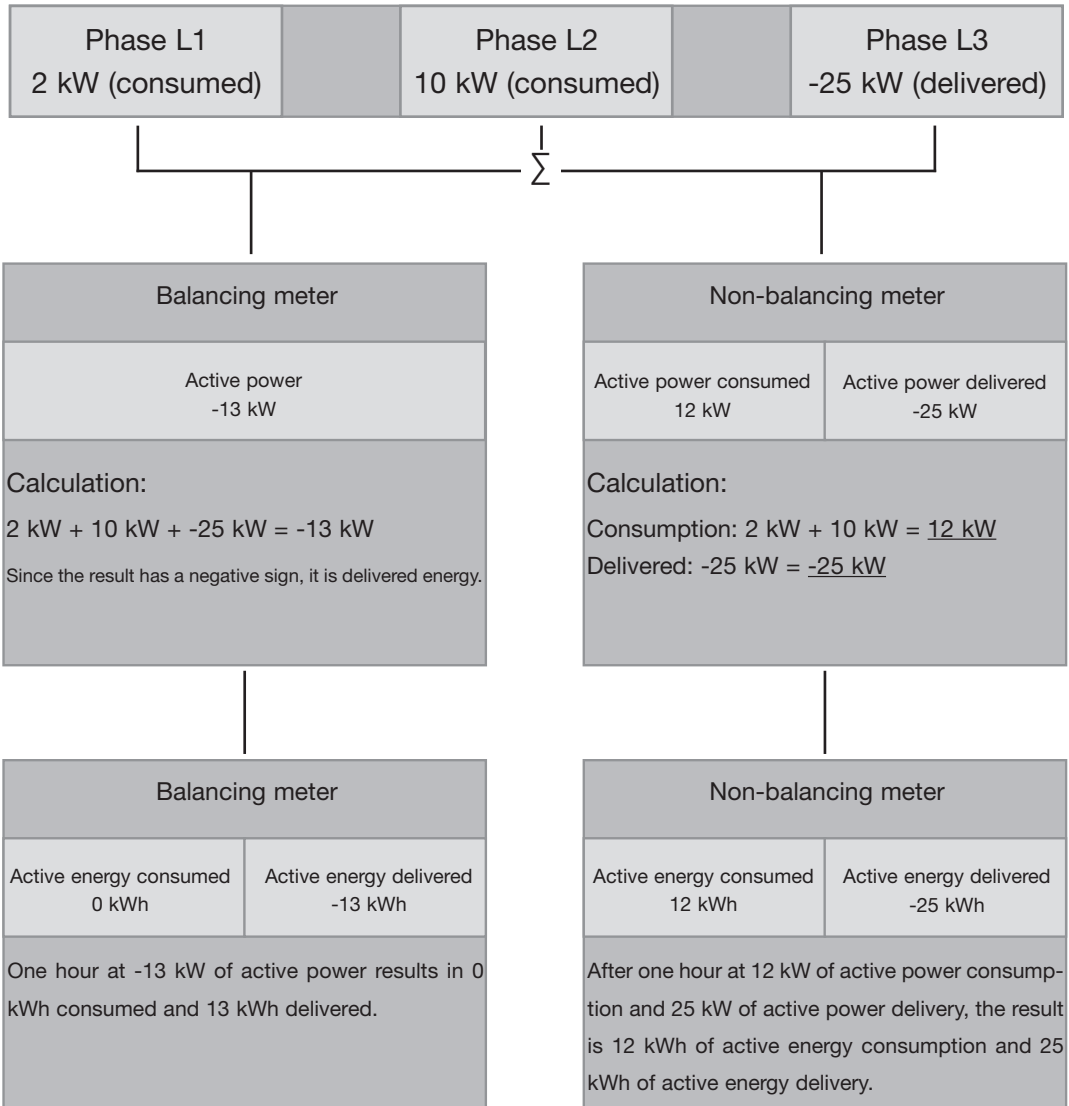 Phase L1
2 kW (consumed)
Phase L2
10 kW (consumed)
Phase L3
-25 kW (delivered)
∑
Balancing meter
Active power
-13 kW
Calculation:
2 kW + 10 kW + -25 kW = -13 kW
Since the result has a negative sign, it is delivered energy.
Non-balancing meter
Active power consumed
12 kW
Active power delivered
-25 kW
Calculation:
Consumption: 2 kW + 10 kW = 12 kW
Delivered: -25 kW = -25 kW
Balancing meter
Active energy consumed
0 kWh
Active energy delivered
-13 kWh
One hour at -13 kW of active power results in 0
kWh consumed and 13 kWh delivered.
Non-balancing meter
Active energy consumed
12 kWh
Active energy delivered
-25 kWh
After one hour at 12 kW of active power consump-
tion and 25 kW of active power delivery, the result
is 12 kWh of active energy consumption and 25
kWh of active energy delivery.